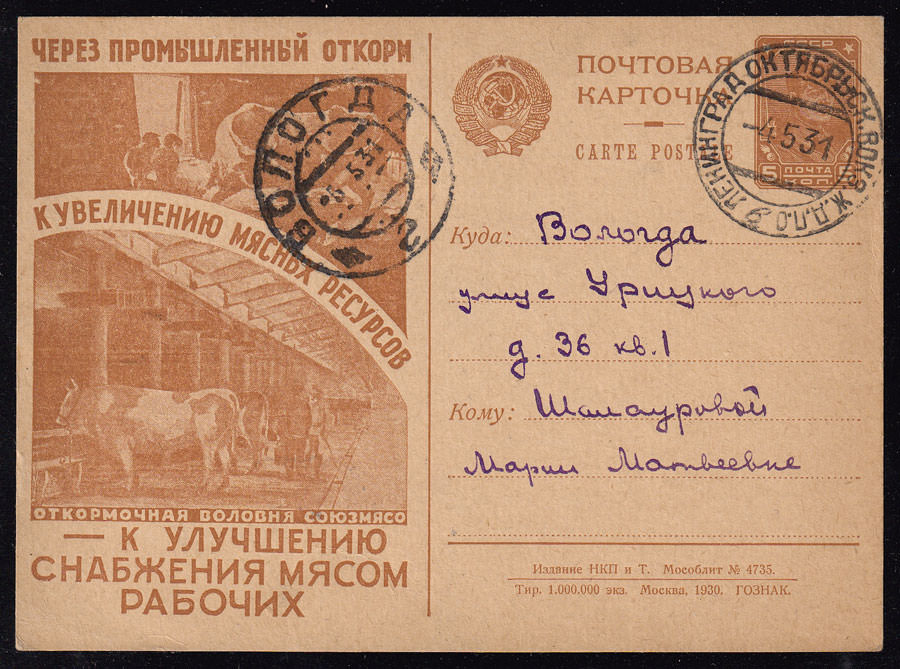 ЧЕРЕЗ ПРОМЫШЛЕННЫЙ ОТКОРМ
К УВЕЛИЧЕНИЮ МЯСНЫХ РЕСУРСОВ
ОТКОРМОЧНАЯ ВОЛОВНЯ СОЮЗМЯСО
— К УЛУЧШЕНИЮ
СНАБЖЕНИЯ МЯСОМ
РАБОЧИХ
ВОЛОГДА
ПОЧТОВАЯ
КАРТОЧК
CARTE POSTALE
СССР
5 ПОЧТА
КОП
ЛЕНИНГРАД ОКТЯБРЬСК. ВОКЗ. Ж.Д.П.О.
-4.5.31
Куда: Вологда
улица Урицкого
д. 36 кв. 1
Кому: Шамауровой
Марии Матвеевне
Издание НКП и Т. Мособлит № 4735.
Тир. 1.000.000 экз. Москва, 1930. ГОЗНАК.